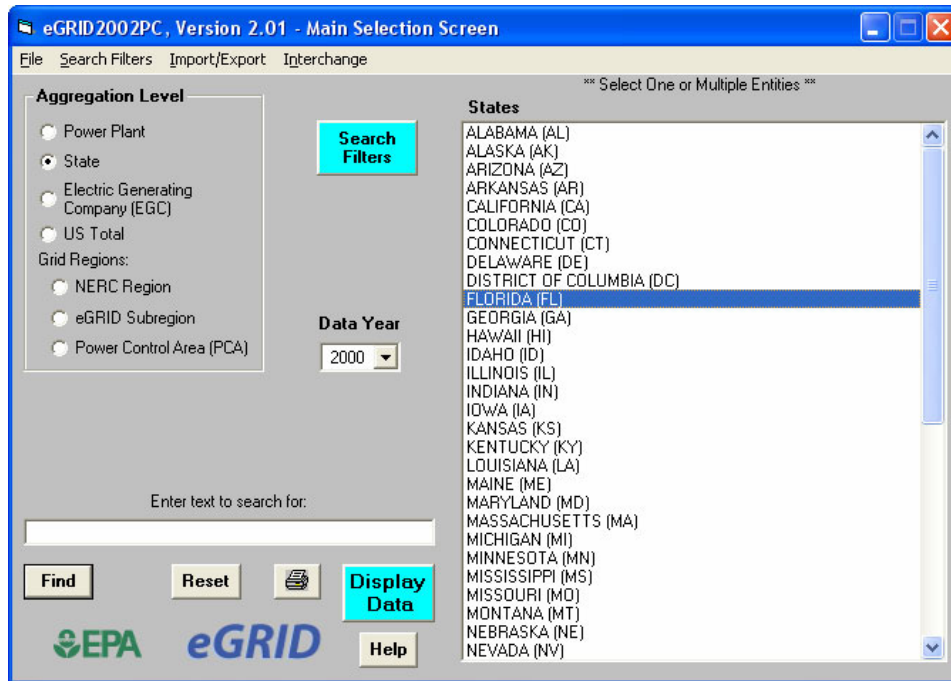 eGRID2002PC, Version 2.01 - Main Selection Screen
File Search Filters Import/Export Interchange
Aggregation Level
Power Plant
State
Electric Generating
Company (EGC)
US Total
Grid Regions:
NERC Region
eGRID Subregion
Power Control Area (PCA)
Search
Filters
Data Year
2000
** Select One or Multiple Entities **
States
ALABAMA (AL)
ALASKA (AK)
ARIZONA (AZ)
ARKANSAS (AR)
CALIFORNIA (CA)
COLORADO (CO)
CONNECTICUT (CT)
DELAWARE (DE)
DISTRICT OF COLUMBIA (DC)
FLORIDA (FL)
GEORGIA (GA)
HAWAII (HI)
IDAHO (ID)
ILLINOIS (IL)
INDIANA (IN)
IOWA (IA)
KANSAS (KS)
KENTUCKY (KY)
LOUISIANA (LA)
MAINE (ME)
MARYLAND (MD)
MASSACHUSETTS (MA)
MICHIGAN (MI)
MINNESOTA (MN)
MISSISSIPPI (MS)
MISSOURI (MO)
MONTANA (MT)
NEBRASKA (NE)
NEVADA (NV)
Enter text to search for:
Find
Reset
Display
Data
EPA
eGRID
Help